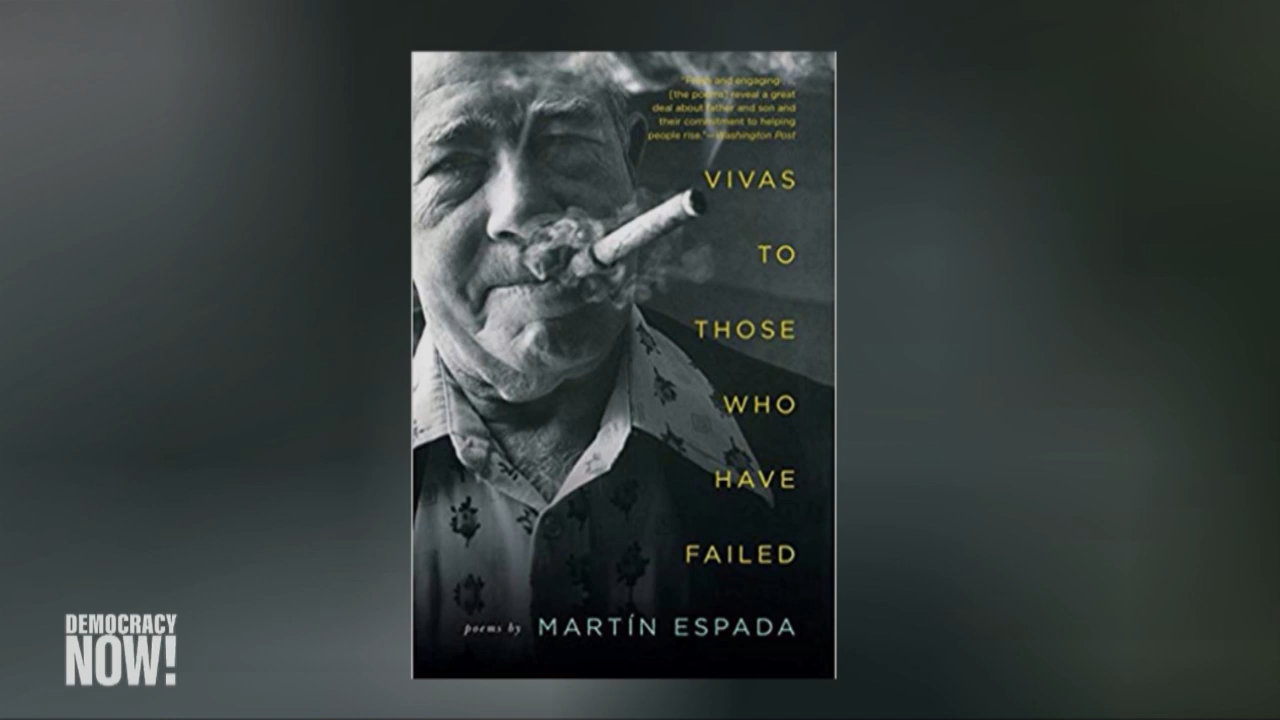 and engaging
(the poems) reveal a great
deal about father and son and
their commitment to helping
people rise."—Washington Post
VIVAS
TO
THOSE
WHO
HAVE
FAILED
poems by MARTÍN ESPADA
DEMOCRACY
NOW!